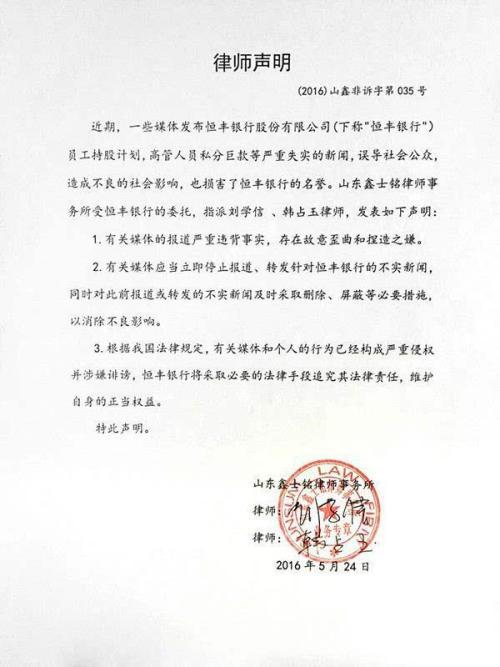 律师声明
(2016)山鑫非诉字第 035 号
近期，一些媒体发布恒丰银行股份有限公司(下称"恒丰银行")
员工持股计划，高管人员私分巨款等严重失实的新闻，误导社会公众，
造成不良的社会影响，也损害了恒丰银行的名誉。山东鑫士铭律师事
务所受恒丰银行的委托，指派刘学信 、韩占玉律师，发表如下声明：
1. 有关媒体的报道严重违背事实，存在故意歪曲和捏造之嫌。
2. 有关媒体应当立即停止报道、转发针对恒丰银行的不实新闻，
同时对此前报道或转发的不实新闻及时采取删除、屏蔽等必要措施，
以消除不良影响。
3. 根据我国法律规定，有关媒体和个人的行为已经构成严重侵权
并涉嫌诽谤，恒丰银行将采取必要的法律手段追究其法律责任，维护
自身的正当权益。
特此声明。
山东鑫士铭律师事务所
律师：刘学信
律师：韩占玉
2016 年 5 月 24 日
LAW FIRM
业务专章